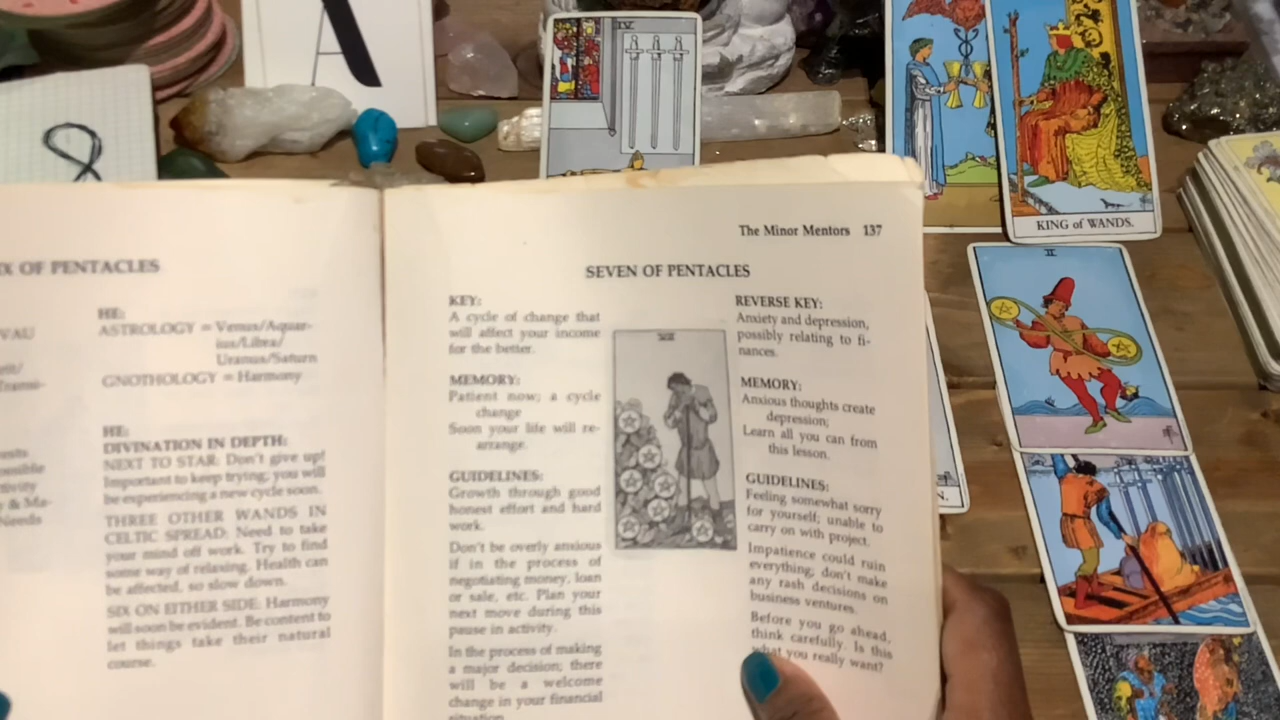 IV
8
KING of WANDS.
II
N.
IX OF PENTACLES
VAU
HE:
ASTROLOGY = Venus/Aquar-
ius/Libra/
Uranus/Saturn
GNOTHOLOGY = Harmony
HE:
DIVINATION IN DEPTH:
NEXT TO STAR: Don't give up!
Important to keep trying; you will
be experiencing a new cycle soon.
THREE OTHER WANDS IN
CELTIC SPREAD: Need to take
your mind off work. Try to find
some way of relaxing. Health can
be affected, so slow down.
SIX ON EITHER SIDE: Harmony
will soon be evident. Be content to
let things take their natural
course.
& Ma-
Needs
The Minor Mentors 137
SEVEN OF PENTACLES
KEY:
A cycle of change that
will affect your income
for the better.
MEMORY:
Patient now; a cycle
change
Soon your life will re-
arrange.
GUIDELINES:
Growth through good
honest effort and hard
work.
Don't be overly anxious
if in the process of
negotiating money, loan
or sale, etc. Plan your
next move during this
pause in activity.
In the process of making
a major decision; there
will be a welcome
change in your financial
situation.
VII
REVERSE KEY:
Anxiety and depression,
possibly relating to fi-
nances.
MEMORY:
Anxious thoughts create
depression;
Learn all you can from
this lesson.
GUIDELINES:
Feeling somewhat sorry
for yourself; unable to
carry on with project.
Impatience could ruin
everything; don't make
any rash decisions on
business ventures.
Before you go ahead,
think carefully. Is this
what you really want?